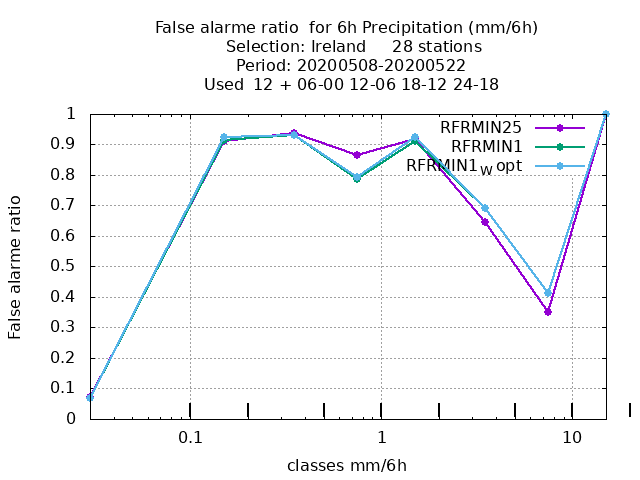 False alarme ratio  for 6h Precipitation (mm/6h)
Selection: Ireland     28 stations
Period: 20200508-20200522
Used  12 + 06-00 12-06 18-12 24-18
RFRMIN25
RFRMIN1
RFRMIN1W opt
False alarme ratio
1
0.9
0.8
0.7
0.6
0.5
0.4
0.3
0.2
0.1
0
0.1
1
10
classes mm/6h